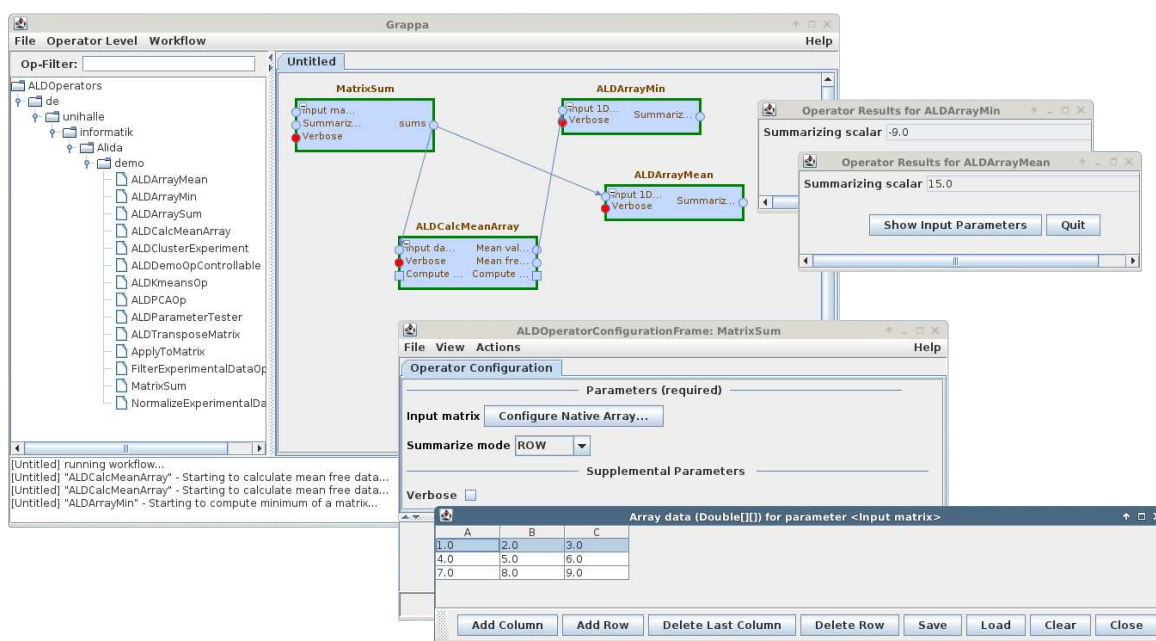 Grappa
File Operator Level Workflow Help
Op-Filter:
ALDOperators
de
unihalle
informatik
Alida
demo
ALDArrayMean
ALDArrayMin
ALDArraySum
ALDCalcMeanArray
ALDClusterExperiment
ALDDemoOpControllable
ALDKmeansOp
ALDPCAOp
ALDParameterTester
ALDTransposeMatrix
ApplyToMatrix
FilterExperimentalDataOp
MatrixSum
NormalizeExperimentalDa
Untitled
MatrixSum
Input ma...
Summariz... sums
Verbose
ALDArrayMin
Input 1D...
Verbose Summariz...
ALDArrayMean
Input 1D...
Verbose Summariz...
ALDCalcMeanArray
Input da... Mean val...
Verbose Mean fre...
Compute ... Compute ...
[Untitled] running workflow...
[Untitled] "ALDCalcMeanArray" - Starting to calculate mean free data...
[Untitled] "ALDCalcMeanArray" - Starting to calculate mean free data...
[Untitled] "ALDArrayMin" - Starting to compute minimum of a matrix...
Operator Results for ALDArrayMin
Summarizing scalar -9.0
Operator Results for ALDArrayMean
Summarizing scalar 15.0
Show Input Parameters Quit
ALDOperatorConfigurationFrame: MatrixSum
File View Actions Help
Operator Configuration
Parameters (required)
Input matrix Configure Native Array...
Summarize mode ROW
Supplemental Parameters
Verbose
Array data (Double[][]) for parameter <Input matrix>
A B C
1.0 2.0 3.0
4.0 5.0 6.0
7.0 8.0 9.0
Add Column Add Row Delete Last Column Delete Row Save Load Clear Close